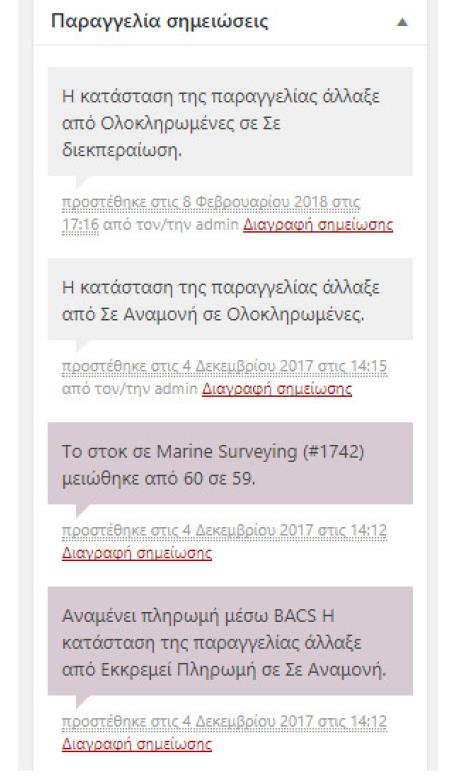 Παραγγελία σημειώσεις
Η κατάσταση της παραγγελίας άλλαξε
από Ολοκληρωμένες σε Σε
διεκπεραίωση.
προστέθηκε στις 8 Φεβρουαρίου 2018 στις
17:16 από τον/την admin Διαγραφή σημείωσης
Η κατάσταση της παραγγελίας άλλαξε
από Σε Αναμονή σε Ολοκληρωμένες.
προστέθηκε στις 4 Δεκεμβρίου 2017 στις 14:15
από τον/την admin Διαγραφή σημείωσης
Το στοκ σε Marine Surveying (#1742)
μειώθηκε από 60 σε 59.
προστέθηκε στις 4 Δεκεμβρίου 2017 στις 14:12
Διαγραφή σημείωσης
Αναμένει πληρωμή μέσω BACS Η
κατάσταση της παραγγελίας άλλαξε
από Εκκρεμεί Πληρωμή σε Σε Αναμονή.
προστέθηκε στις 4 Δεκεμβρίου 2017 στις 14:12
Διαγραφή σημείωσης